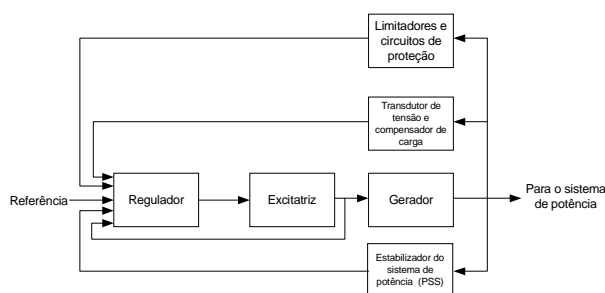 Limitadores e
circuitos de
proteção
Transdutor de
tensão e
compensador de
carga
Referência
Regulador
Excitatriz
Gerador
Para o sistema
de potência
Estabilizador do
sistema de
potência (PSS)